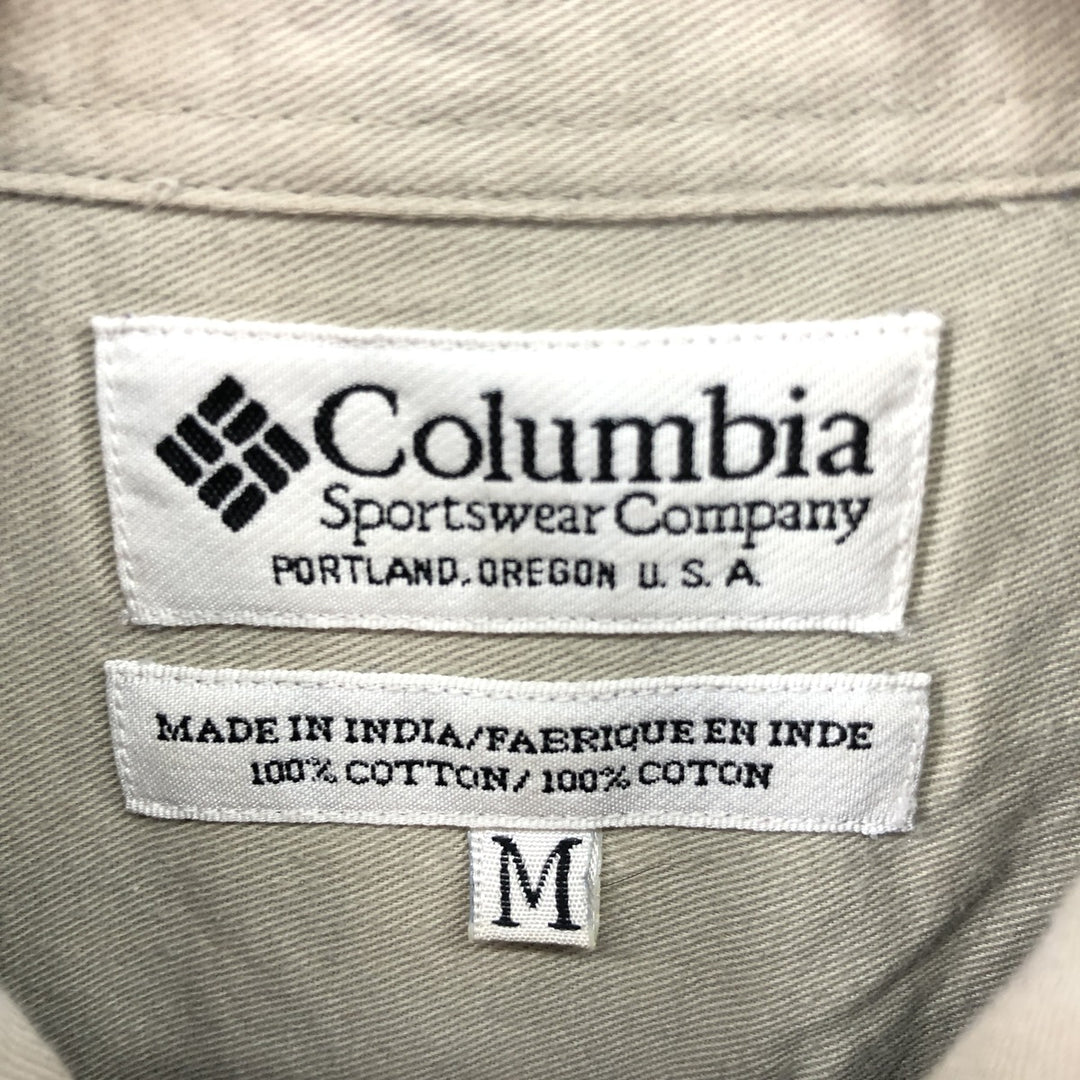 Columbia
Sportswear Company
PORTLAND, OREGON U. S. A.
MADE IN INDIA/FABRIQUE EN INDE
100% COTTON/ 100% COTON
M